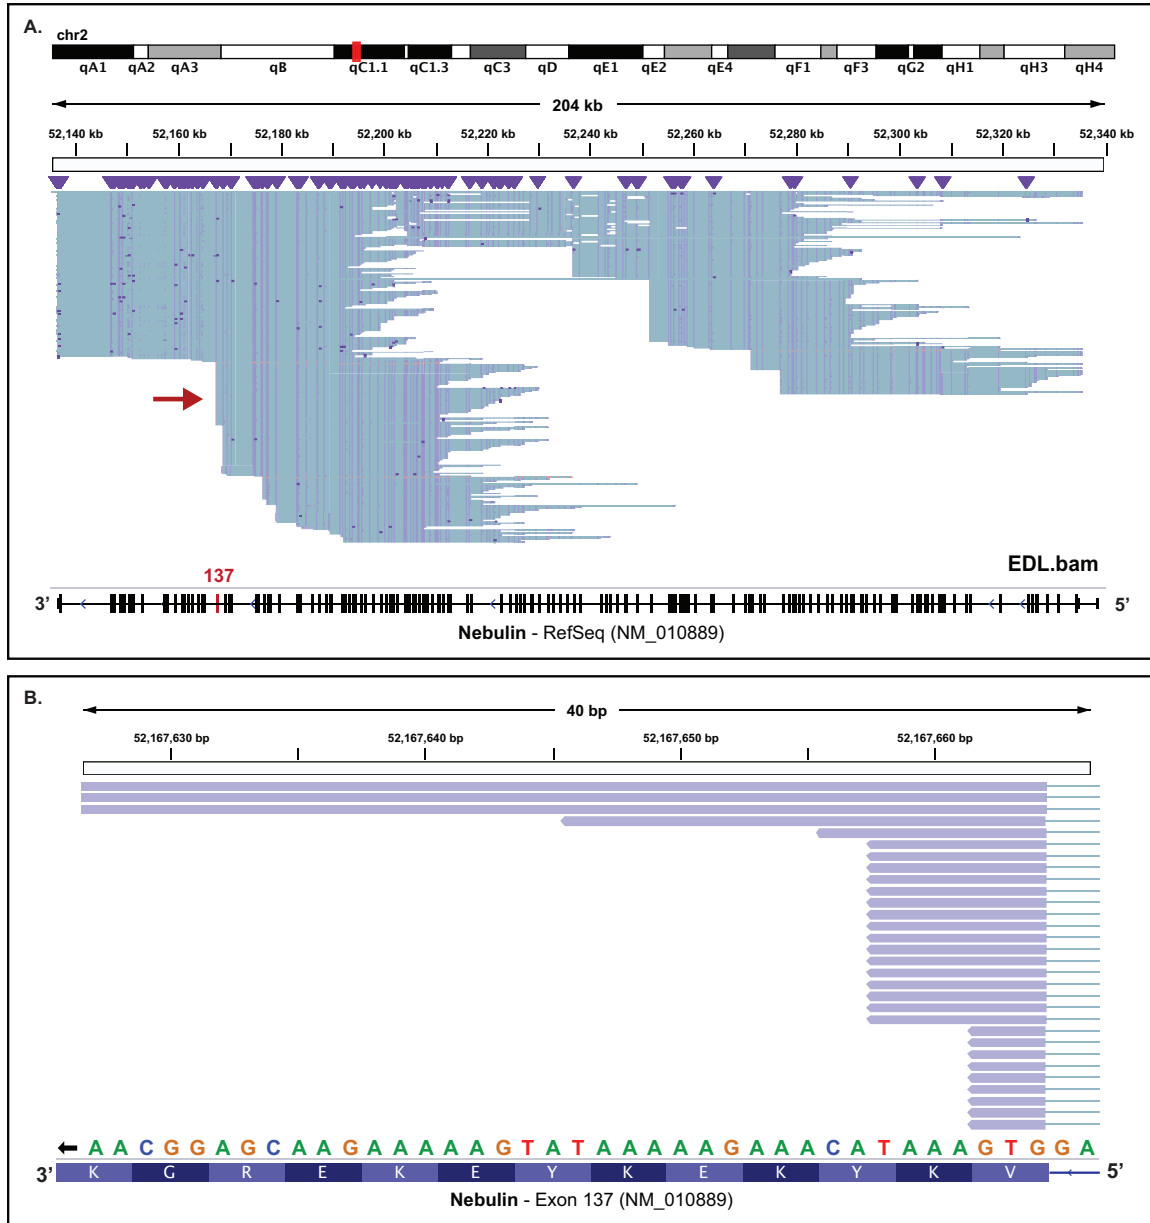 A.
chr2
qA1 qA2 qA3 qB qC1.1 qC1.3 qC3 qD qE1 qE2 qE4 qF1 qF3 qG2 qH1 qH3 qH4
204 kb
52,140 kb 52,160 kb 52,180 kb 52,200 kb 52,220 kb 52,240 kb 52,260 kb 52,280 kb 52,300 kb 52,320 kb 52,340 kb
EDL.bam
137
3' 5'
Nebulin - RefSeq (NM_010889)
B.
40 bp
52,167,630 bp 52,167,640 bp 52,167,650 bp 52,167,660 bp
A A C G G A G C A A G A A A A A G T A T A A A A A G A A A C A T A A A G T G G A
3' K G R E K E Y K E K Y K V 5'
Nebulin - Exon 137 (NM_010889)